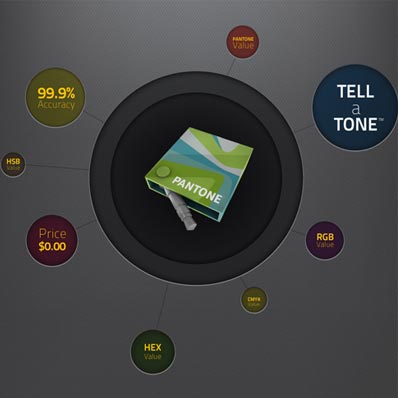 PANTONE
Value
99.9%
Accuracy
TELL
a
TONE™
HSB
Value
PANTONE
Price
$0.00
RGB
Value
CMYK
Value
HEX
Value